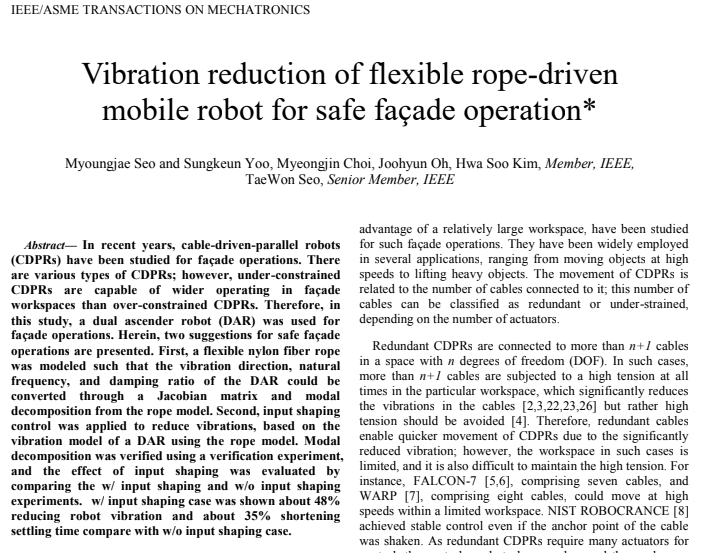 IEEE/ASME TRANSACTIONS ON MECHATRONICS
Vibration reduction of flexible rope-driven
mobile robot for safe façade operation*
Myoungjae Seo and Sungkeun Yoo, Myeongjin Choi, Joohyun Oh, Hwa Soo Kim, Member, IEEE,
TaeWon Seo, Senior Member, IEEE
Abstract— In recent years, cable-driven-parallel robots
(CDPRs) have been studied for façade operations. There
are various types of CDPRs; however, under-constrained
CDPRs are capable of wider operating in façade
workspaces than over-constrained CDPRs. Therefore, in
this study, a dual ascender robot (DAR) was used for
façade operations. Herein, two suggestions for safe façade
operations are presented. First, a flexible nylon fiber rope
was modeled such that the vibration direction, natural
frequency, and damping ratio of the DAR could be
converted through a Jacobian matrix and modal
decomposition from the rope model. Second, input shaping
control was applied to reduce vibrations, based on the
vibration model of a DAR using the rope model. Modal
decomposition was verified using a verification experiment,
and the effect of input shaping was evaluated by
comparing the w/ input shaping and w/o input shaping
experiments. w/ input shaping case was shown about 48%
reducing robot vibration and about 35% shortening
settling time compare with w/o input shaping case.
advantage of a relatively large workspace, have been studied
for such façade operations. They have been widely employed
in several applications, ranging from moving objects at high
speeds to lifting heavy objects. The movement of CDPRs is
related to the number of cables connected to it; this number of
cables can be classified as redundant or under-strained,
depending on the number of actuators.
Redundant CDPRs are connected to more than n+1 cables
in a space with n degrees of freedom (DOF). In such cases,
more than n+1 cables are subjected to a high tension at all
times in the particular workspace, which significantly reduces
the vibrations in the cables [2,3,22,23,26] but rather high
tension should be avoided [4]. Therefore, redundant cables
enable quicker movement of CDPRs due to the significantly
reduced vibration; however, the workspace in such cases is
limited, and it is also difficult to maintain the high tension. For
instance, FALCON-7 [5,6], comprising seven cables, and
WARP [7], comprising eight cables, could move at high
speeds within a limited workspace. NIST ROBOCRANCE [8]
achieved stable control even if the anchor point of the cable
was shaken. As redundant CDPRs require many actuators for